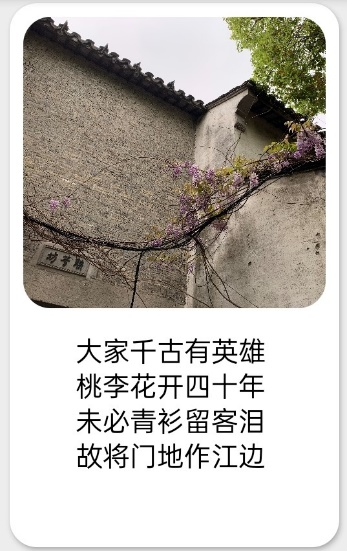 大家千古有英雄
桃李花开四十年
未必青衫留客泪
故将门地作江边